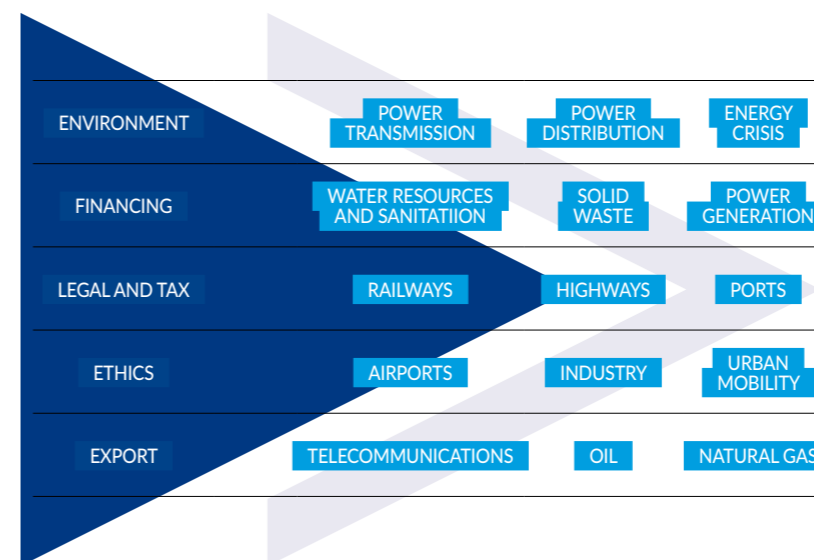 ENVIRONMENT
POWER
TRANSMISSION
POWER
DISTRIBUTION
ENERGY
CRISIS
FINANCING
WATER RESOURCES
AND SANITATIION
SOLID
WASTE
POWER
GENERATION
LEGAL AND TAX
RAILWAYS
HIGHWAYS
PORTS
ETHICS
AIRPORTS
INDUSTRY
URBAN
MOBILITY
EXPORT
TELECOMMUNICATIONS
OIL
NATURAL GAS